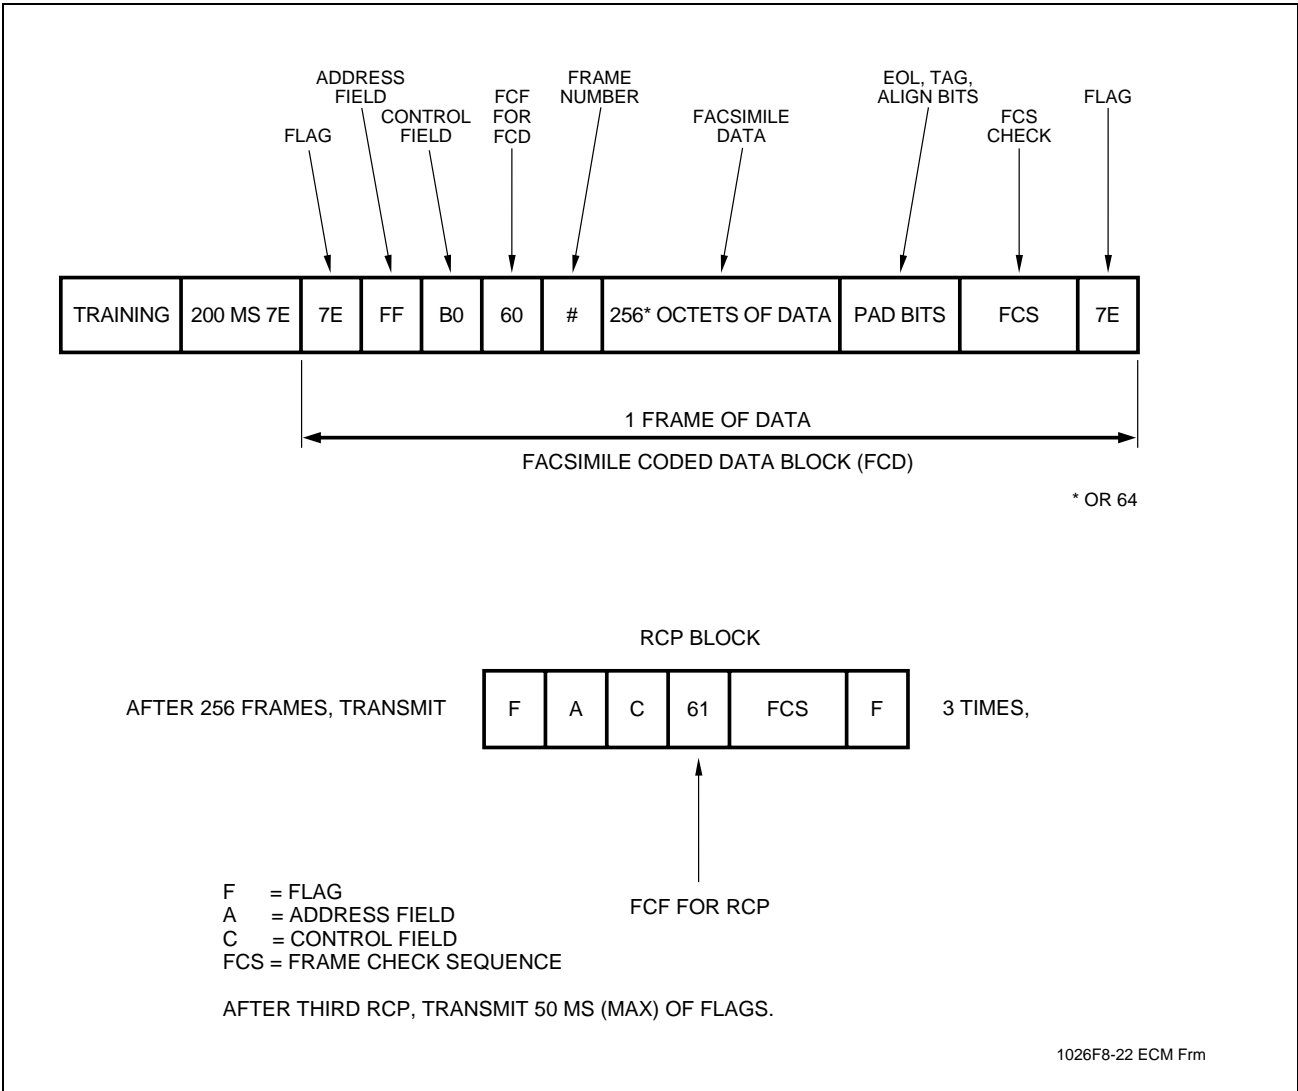 ADDRESS
FIELD
FRAME
NUMBER
EOL, TAG,
ALIGN BITS
FLAG
CONTROL
FIELD
FCF
FOR
FCD
FACSIMILE
DATA
FCS
CHECK
FLAG
TRAINING 200 MS 7E 7E FF B0 60 # 256* OCTETS OF DATA PAD BITS FCS 7E
1 FRAME OF DATA
FACSIMILE CODED DATA BLOCK (FCD)
* OR 64
RCP BLOCK
AFTER 256 FRAMES, TRANSMIT F A C 61 FCS F 3 TIMES,
FCF FOR RCP
F = FLAG
A = ADDRESS FIELD
C = CONTROL FIELD
FCS = FRAME CHECK SEQUENCE
AFTER THIRD RCP, TRANSMIT 50 MS (MAX) OF FLAGS.
1026F8-22 ECM Frm